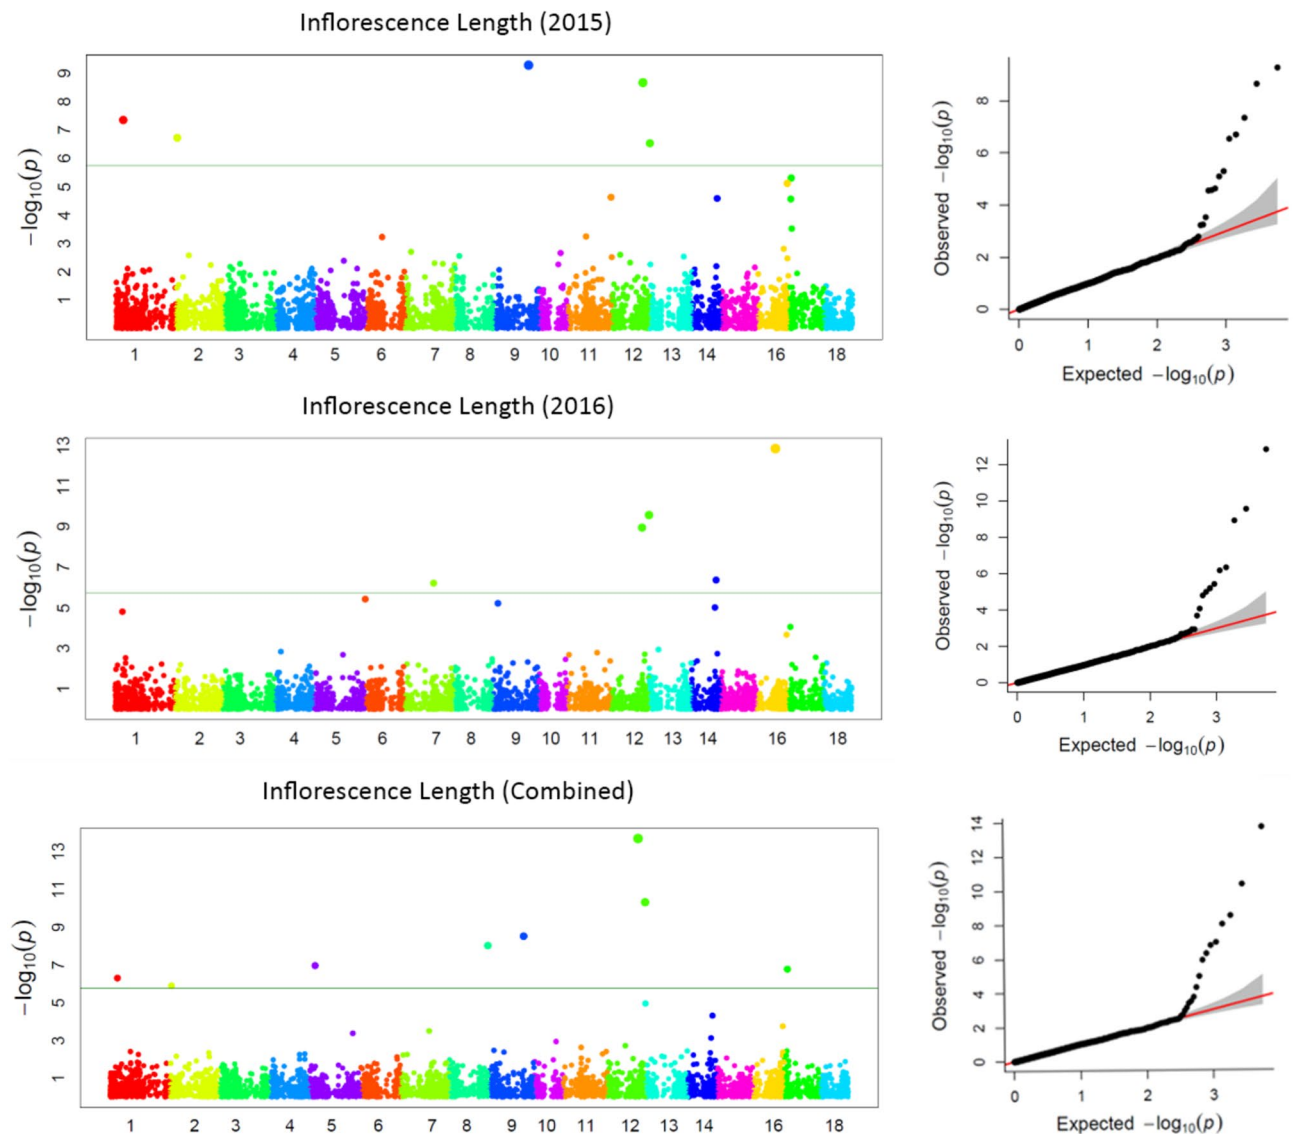 Inflorescence Length (2015)
−log10(p)
9
8
7
6
5
4
3
2
1
1 2 3 4 5 6 7 8 9 10 11 12 13 14 16 18
Observed −log10(p)
8
6
4
2
0
0 1 2 3
Expected −log10(p)
Inflorescence Length (2016)
−log10(p)
13
11
9
7
5
3
1
1 2 3 4 5 6 7 8 9 10 11 12 13 14 16 18
Observed −log10(p)
12
10
8
6
4
2
0
0 1 2 3
Expected −log10(p)
Inflorescence Length (Combined)
−log10(p)
13
11
9
7
5
3
1
1 2 3 4 5 6 7 8 9 10 11 12 13 14 16 18
Observed −log10(p)
14
12
10
8
6
4
2
0
0 1 2 3
Expected −log10(p)